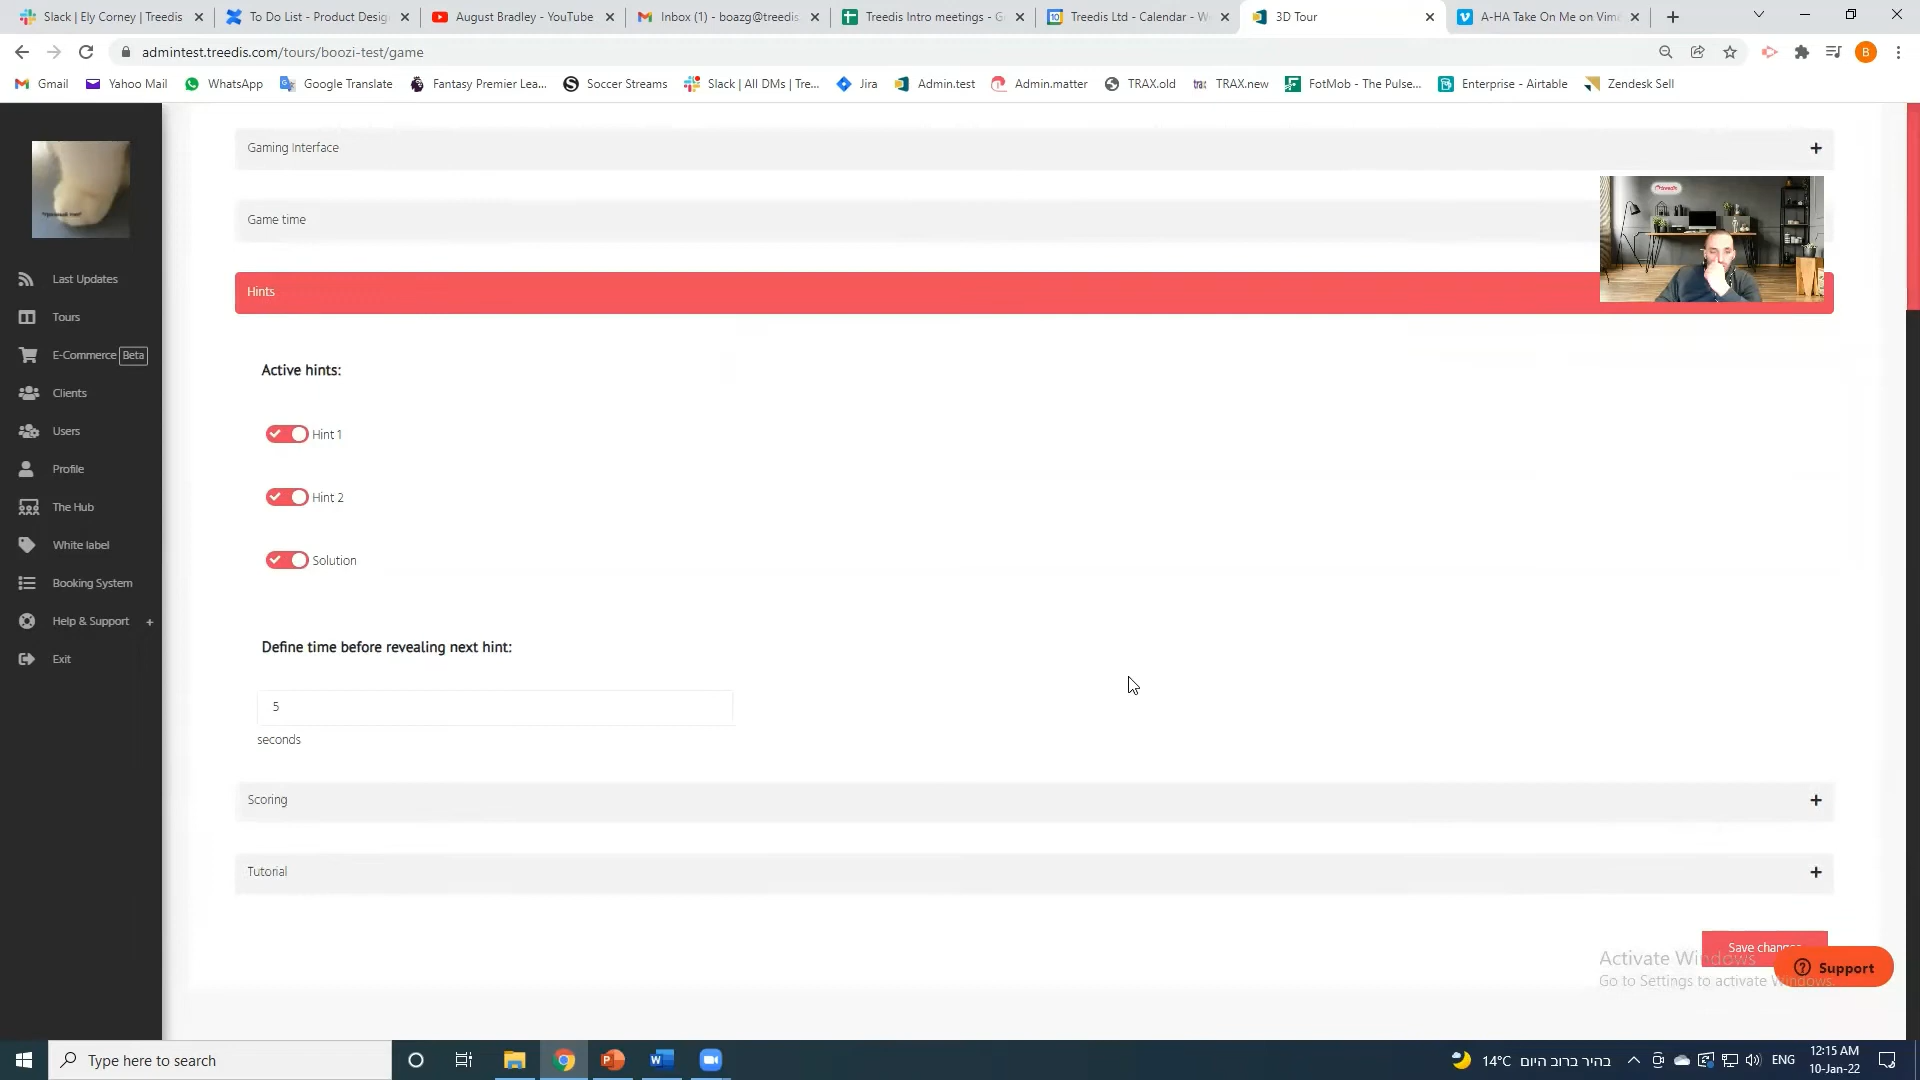 Slack | Ely Corney | Treedis
To Do List - Product Desig
August Bradley - YouTube
Inbox (1) - boazg@treedis
Treedis Intro meetings - G
Treedis Ltd - Calendar - W
3D Tour
A-HA Take On Me on Vim
admintest.treedis.com/tours/boozi-test/game
B
Gmail
Yahoo Mail
WhatsApp
Google Translate
Fantasy Premier Lea...
Soccer Streams
Slack | All DMs | Tre...
Jira
Admin.test
Admin.matter
TRAX.old
TRAX.new
FotMob - The Pulse...
Enterprise - Airtable
Zendesk Sell
Last Updates
Tours
E-Commerce Beta
Clients
Users
Profile
The Hub
White label
Booking System
Help & Support +
Exit
Gaming Interface
Game time
Hints
Active hints:
Hint 1
Hint 2
Solution
Define time before revealing next hint:
5
seconds
Scoring
Tutorial
Save changes
Activate Windows
Go to Settings to activate Windows.
Support
Type here to search
14°C בהיר ברוב היום
ENG
12:15 AM
10-Jan-22